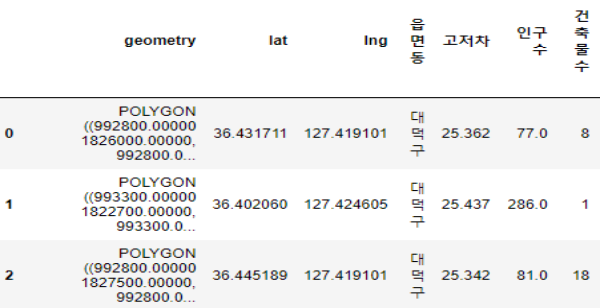 geometry lat lng 읍면동 고저차 인구수 건축물수
0 POLYGON ((992800.00000 1826000.00000, 992800.0... 36.431711 127.419101 대덕구 25.362 77.0 8
1 POLYGON ((993300.00000 1822700.00000, 993300.0... 36.402060 127.424605 대덕구 25.437 286.0 1
2 POLYGON ((992800.00000 1827500.00000, 992800.0... 36.445189 127.419101 대덕구 25.342 81.0 18